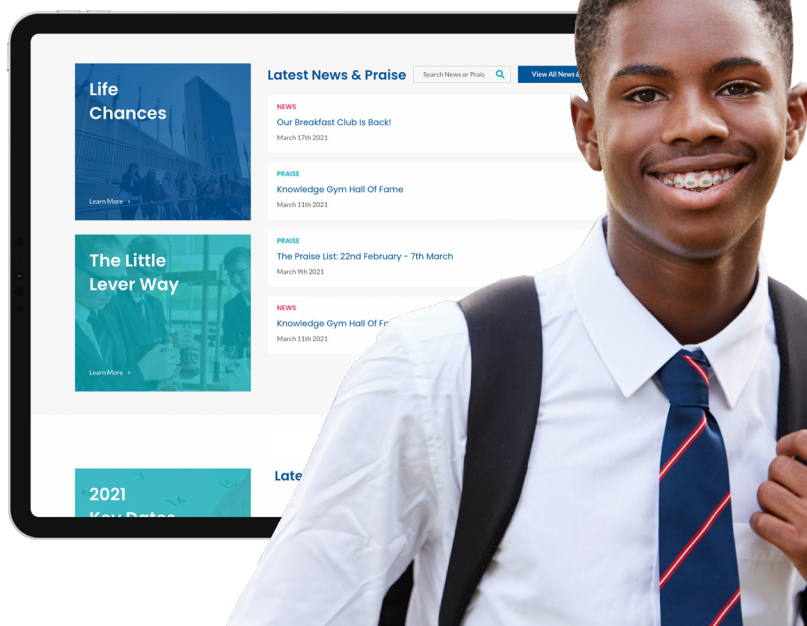 Life
Chances
Learn More >
Latest News & Praise
Search News or Prais
View All News &
NEWS
Our Breakfast Club Is Back!
March 17th 2021
PRAISE
Knowledge Gym Hall Of Fame
March 11th 2021
PRAISE
The Praise List: 22nd February - 7th March
March 9th 2021
NEWS
Knowledge Gym Hall Of Fa
March 11th 2021
The Little
Lever Way
Learn More >
2021
Key Dates
Late